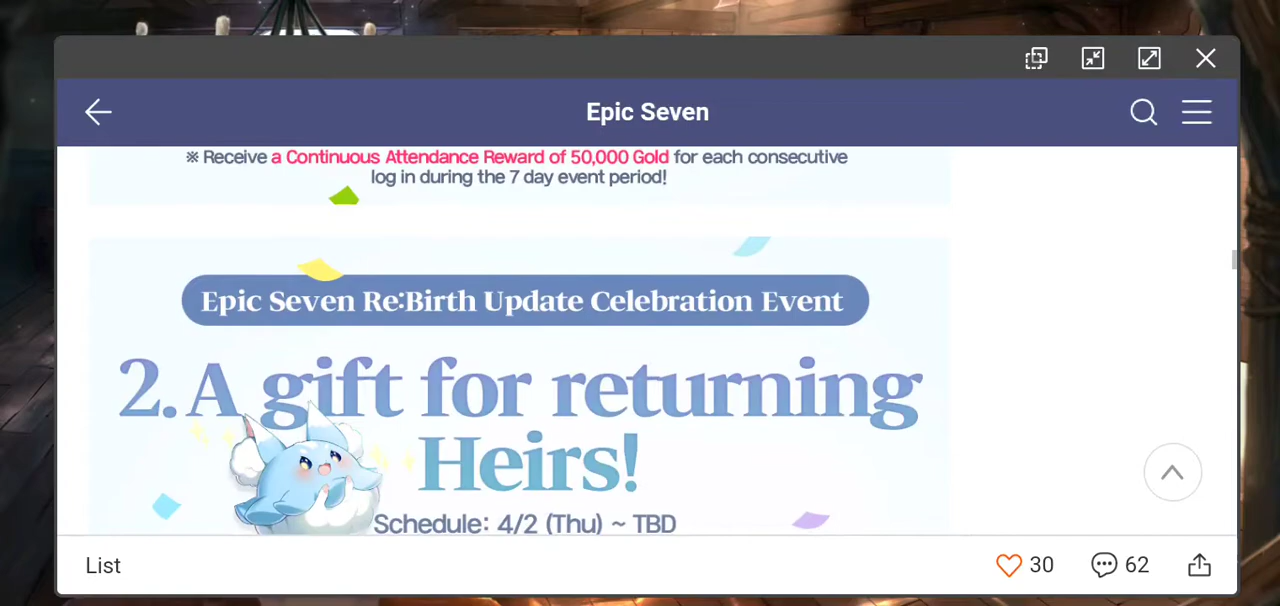 Epic Seven
※ Receive a Continuous Attendance Reward of 50,000 Gold for each consecutive
log in during the 7 day event period!
Epic Seven Re:Birth Update Celebration Event
2. A gift for returning
Heirs!
Schedule: 4/2 (Thu) ~ TBD
List
30
62